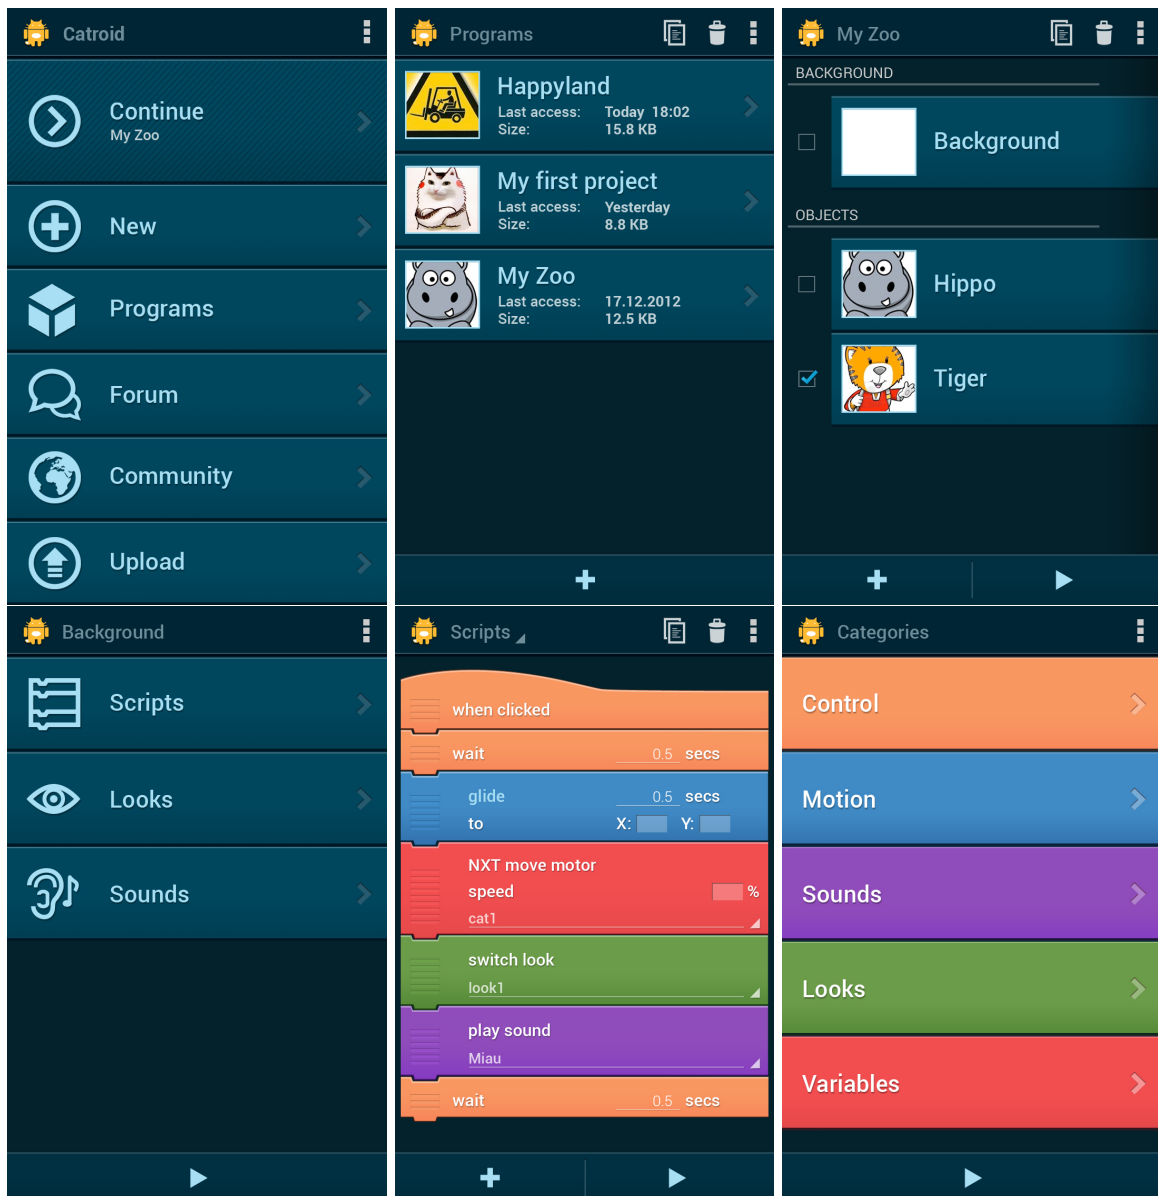 Catroid
Continue
My Zoo
New
Programs
Forum
Community
Upload
Programs
Happyland
Last access: Today 18:02
Size: 15.8 KB
My first project
Last access: Yesterday
Size: 8.8 KB
My Zoo
Last access: 17.12.2012
Size: 12.5 KB
My Zoo
BACKGROUND
Background
OBJECTS
Hippo
Tiger
Background
Scripts
Looks
Sounds
Scripts
when clicked
wait 0.5 secs
glide 0.5 secs
to X: Y:
NXT move motor
speed %
cat1
switch look
look1
play sound
Miau
wait 0.5 secs
Categories
Control
Motion
Sounds
Looks
Variables